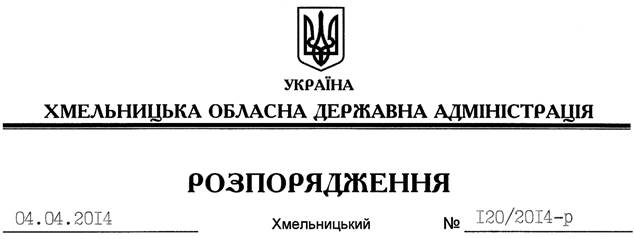 УКРАЇНА
ХМЕЛЬНИЦЬКА ОБЛАСНА ДЕРЖАВНА АДМІНІСТРАЦІЯ
РОЗПОРЯДЖЕННЯ
04.04.2014 Хмельницький № 120/2014-р